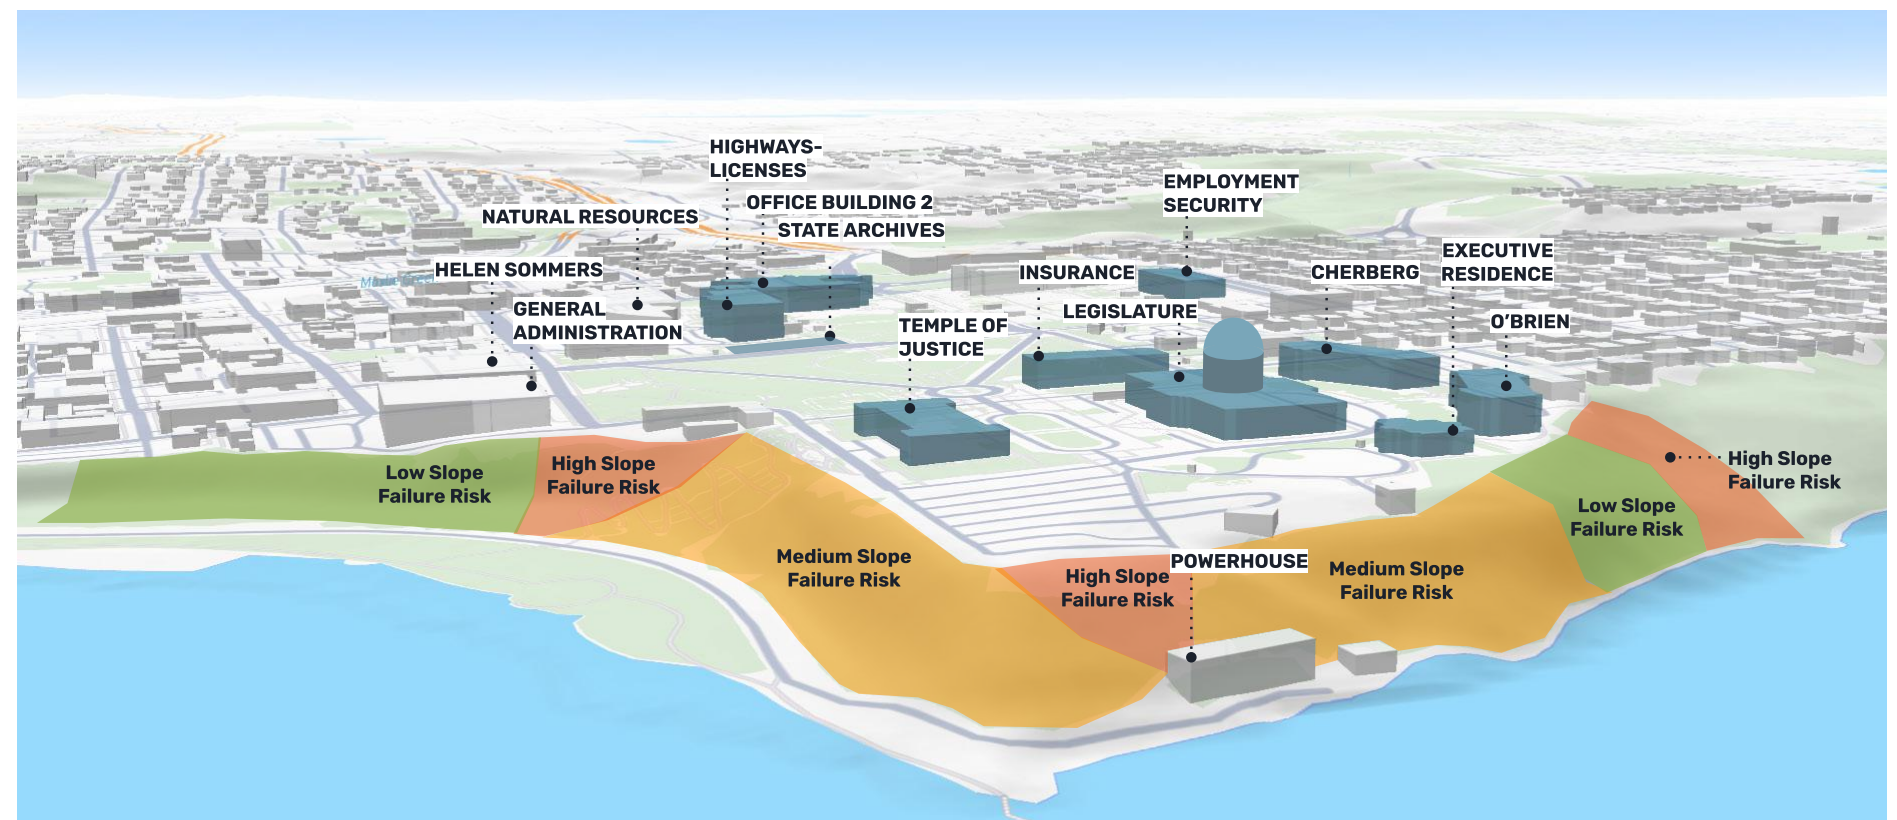 HIGHWAYS-
LICENSES
EMPLOYMENT
SECURITY
OFFICE BUILDING 2
NATURAL RESOURCES
STATE ARCHIVES
EXECUTIVE
RESIDENCE
HELEN SOMMERS
INSURANCE
CHERBERG
GENERAL
ADMINISTRATION
LEGISLATURE
O'BRIEN
TEMPLE OF
JUSTICE
High Slope
Failure Risk
Low Slope
Failure Risk
High Slope
Failure Risk
Low Slope
Failure Risk
Medium Slope
Failure Risk
POWERHOUSE
High Slope
Failure Risk
Medium Slope
Failure Risk